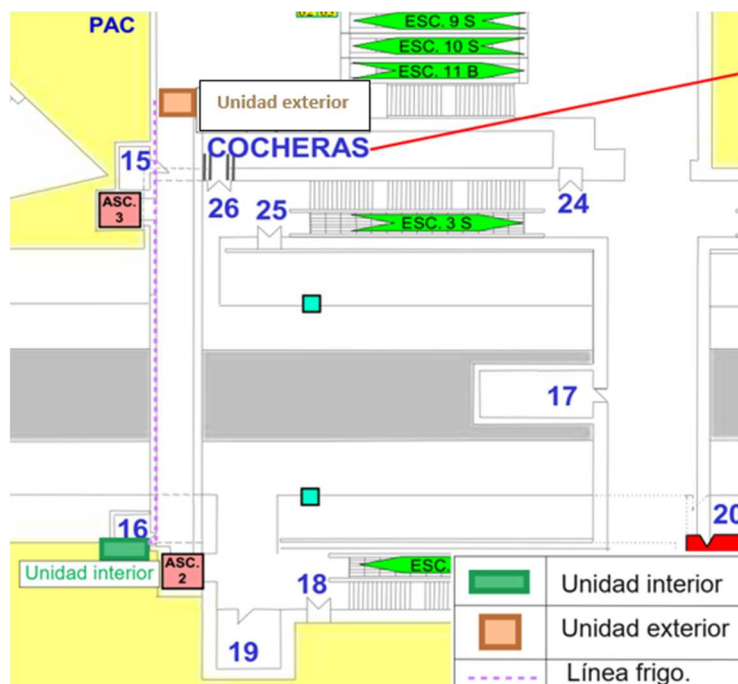 PAC
ESC. 9 S
ESC. 10 S
ESC. 11 B
Unidad exterior
COCHERAS
15
ASC.
3
26
25
24
ESC. 3 S
17
16
20
Unidad interior
ASC.
2
ESC.
18
19
Unidad interior
Unidad exterior
Línea frigo.